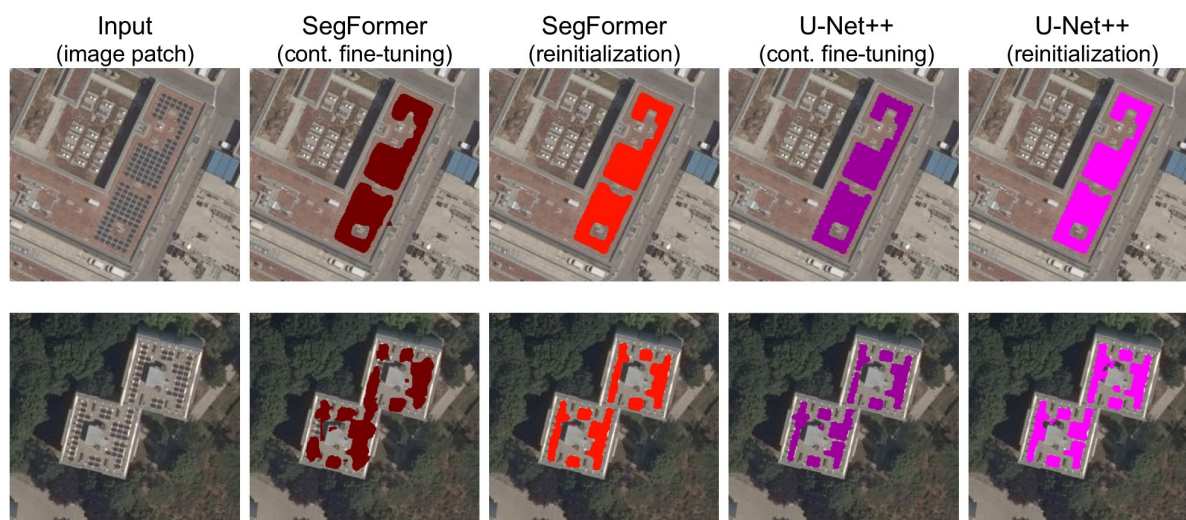 Input
(image patch)
SegFormer
(cont. fine-tuning)
SegFormer
(reinitialization)
U-Net++
(cont. fine-tuning)
U-Net++
(reinitialization)